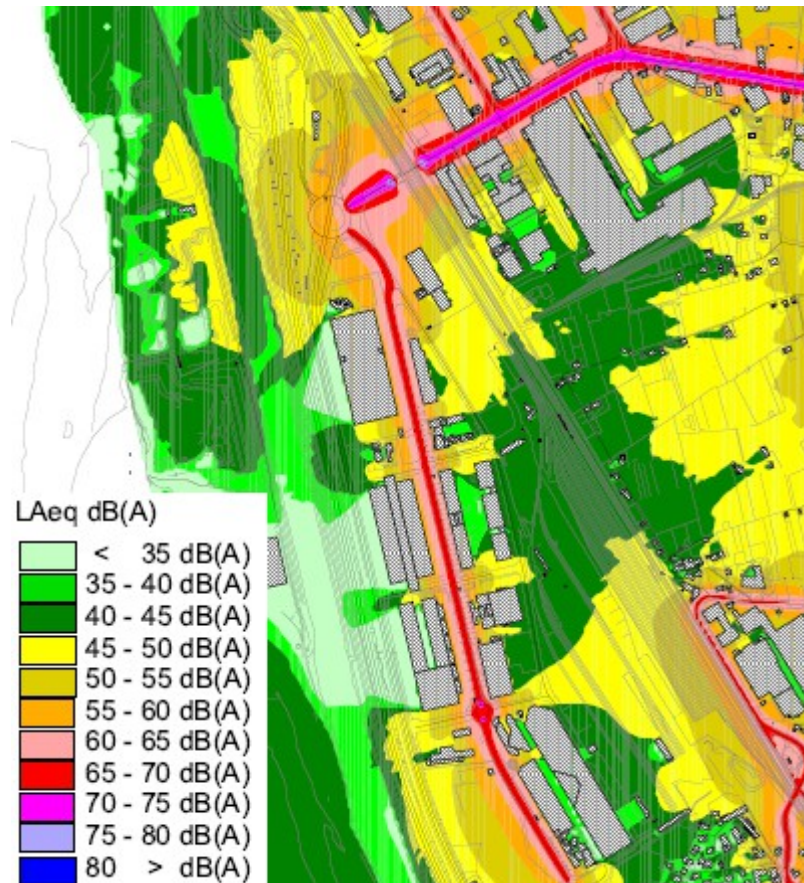 LAeq dB(A)
< 35 dB(A)
35 - 40 dB(A)
40 - 45 dB(A)
45 - 50 dB(A)
50 - 55 dB(A)
55 - 60 dB(A)
60 - 65 dB(A)
65 - 70 dB(A)
70 - 75 dB(A)
75 - 80 dB(A)
80 > dB(A)